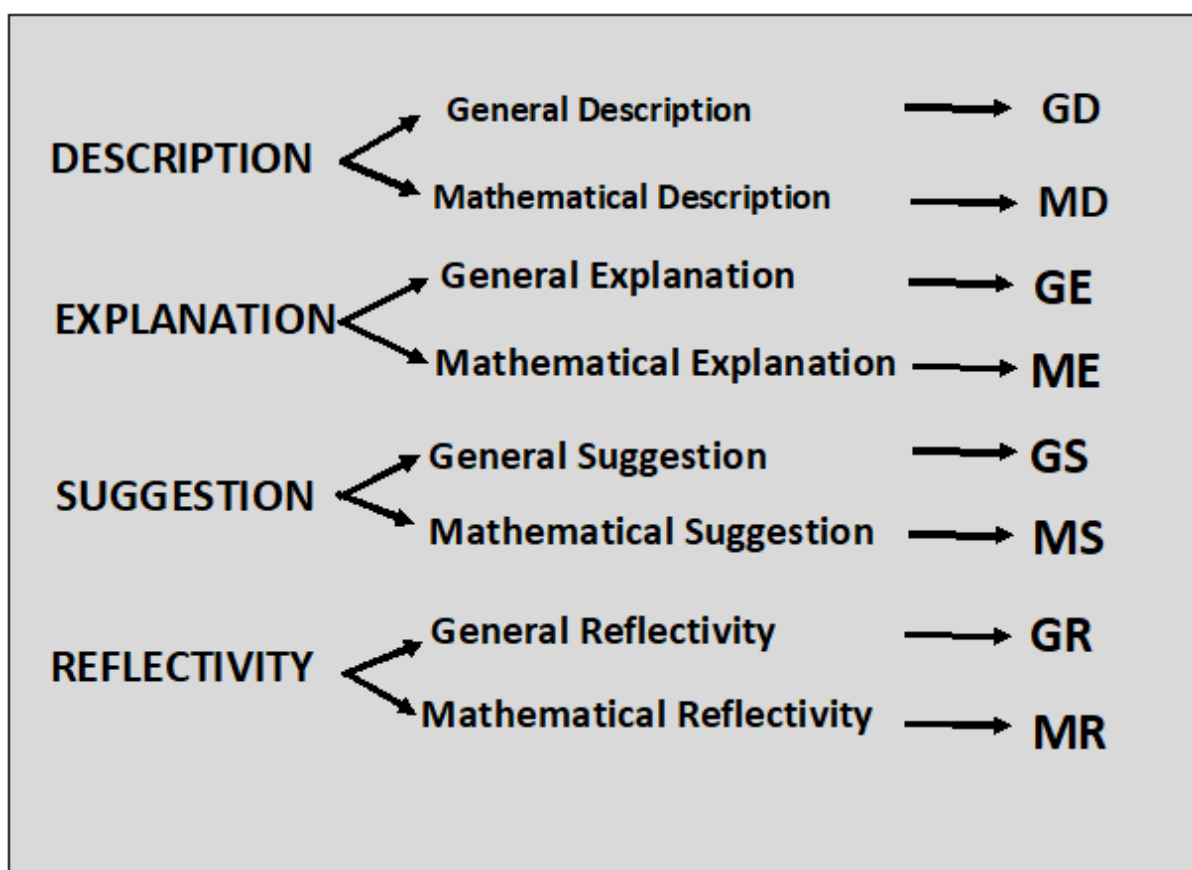 General Description GD
DESCRIPTION
Mathematical Description MD
General Explanation GE
EXPLANATION
Mathematical Explanation ME
General Suggestion GS
SUGGESTION
Mathematical Suggestion MS
General Reflectivity GR
REFLECTIVITY
Mathematical Reflectivity MR